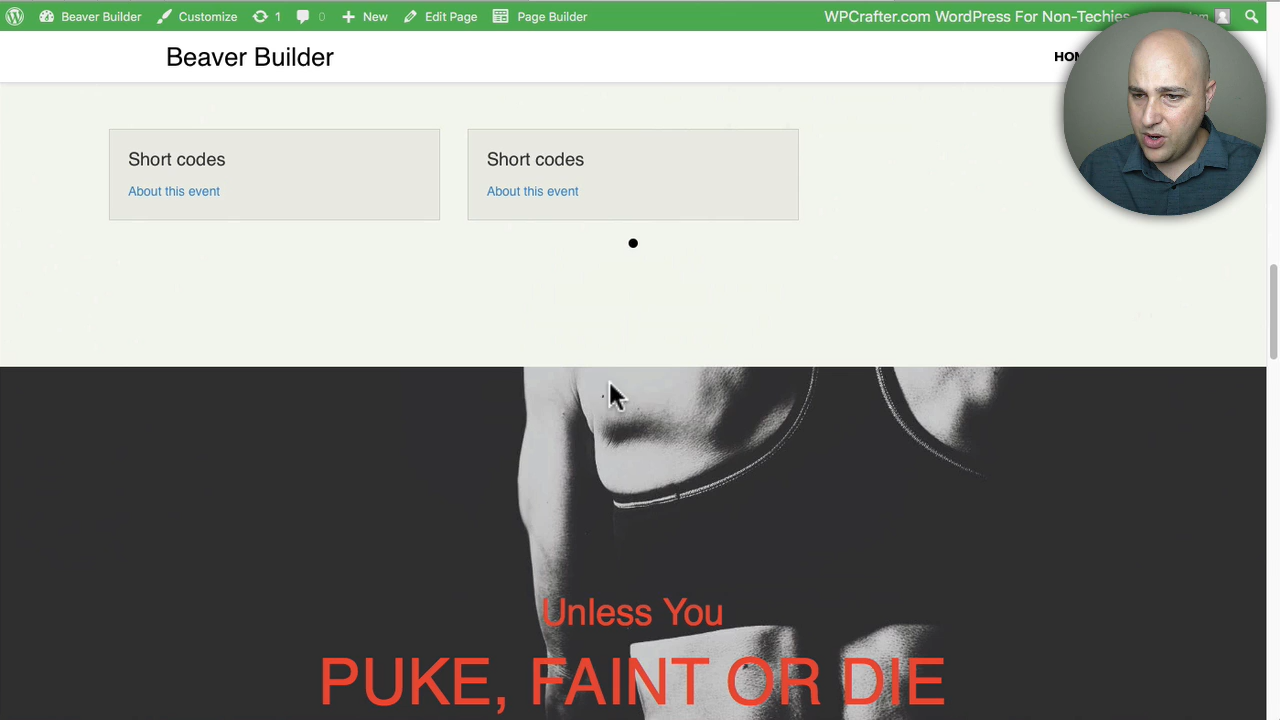 Beaver Builder Customize 1 0 New Edit Page Page Builder WPCrafter.com WordPress For Non-Techies
Beaver Builder
Short codes
About this event
Short codes
About this event
Unless You
PUKE, FAINT OR DIE